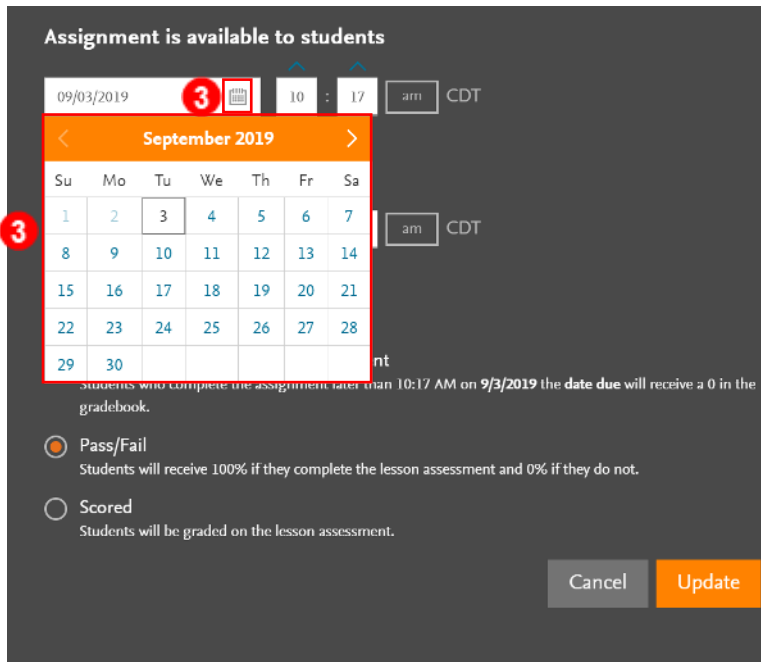 Assignment is available to students
09/03/2019 3 10 : 17 am CDT
September 2019
Su Mo Tu We Th Fr Sa
1 2 3 4 5 6 7
3
am CDT
8 9 10 11 12 13 14
15 16 17 18 19 20 21
22 23 24 25 26 27 28
29 30
nt
Students who complete the assignment later than 10:17 AM on 9/3/2019 the date due will receive a 0 in the
gradebook.
Pass/Fail
Students will receive 100% if they complete the lesson assessment and 0% if they do not.
Scored
Students will be graded on the lesson assessment.
Cancel Update